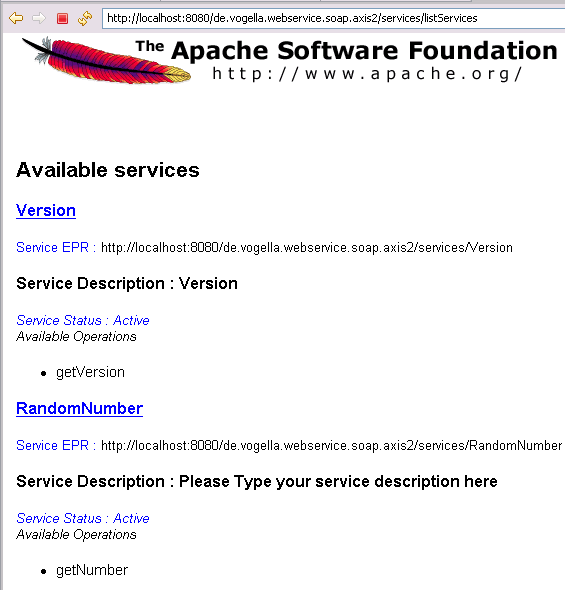 http://localhost:8080/de.vogella.webservice.soap.axis2/services/listServices
The Apache Software Foundation
http://www.apache.org/
Available services
Version
Service EPR : http://localhost:8080/de.vogella.webservice.soap.axis2/services/Version
Service Description : Version
Service Status : Active
Available Operations
• getVersion
RandomNumber
Service EPR : http://localhost:8080/de.vogella.webservice.soap.axis2/services/RandomNumber
Service Description : Please Type your service description here
Service Status : Active
Available Operations
• getNumber